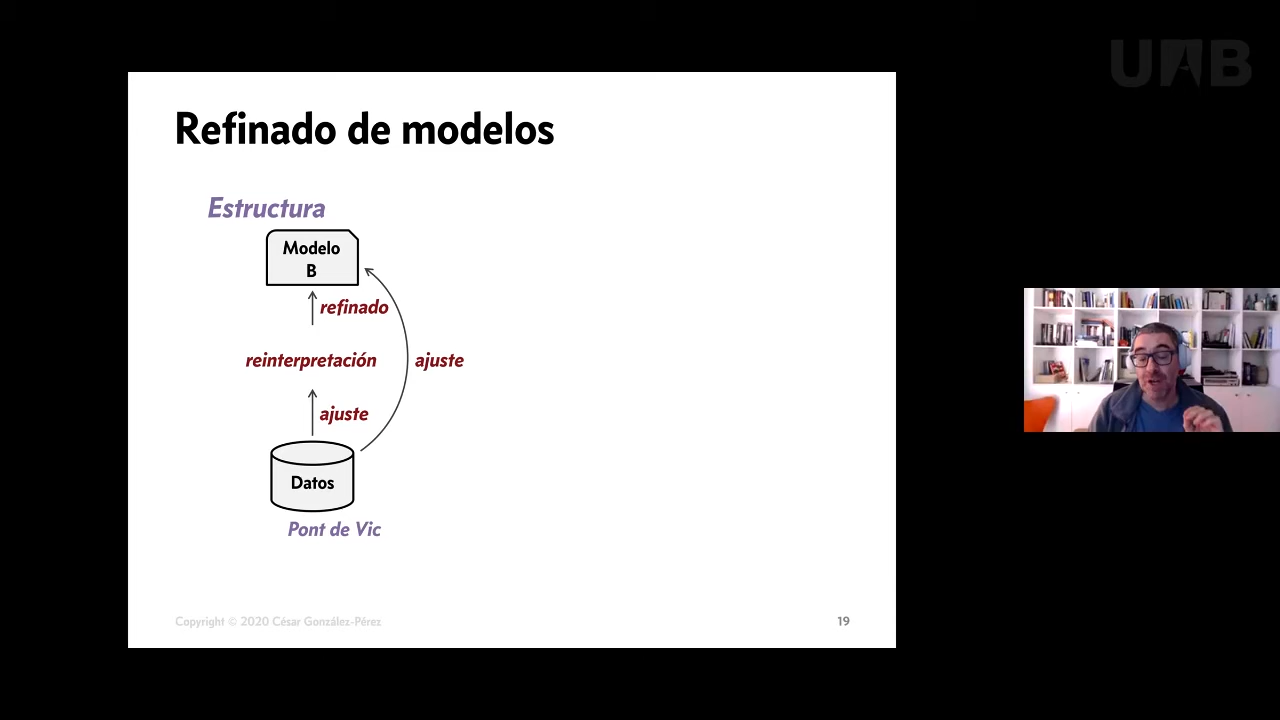 UAB
Refinado de modelos
Estructura
Modelo
B
refinado
reinterpretación
ajuste
ajuste
Datos
Pont de Vic
Copyright © 2020 César González-Pérez
19